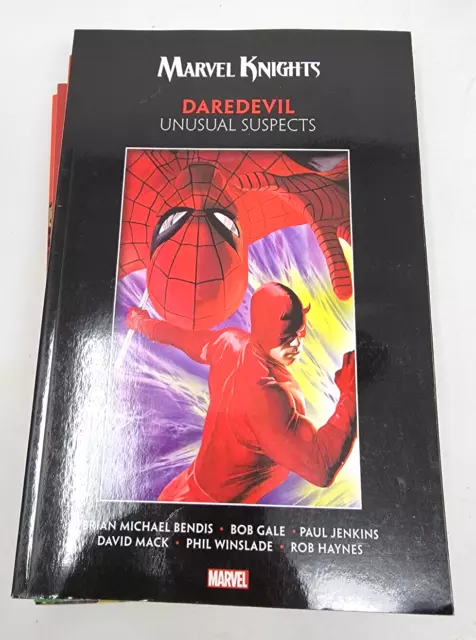 MARVEL KNIGHTS
DAREDEVIL
UNUSUAL SUSPECTS
BRIAN MICHAEL BENDIS • BOB GALE • PAUL JENKINS
DAVID MACK • PHIL WINSLADE • ROB HAYNES
MARVEL